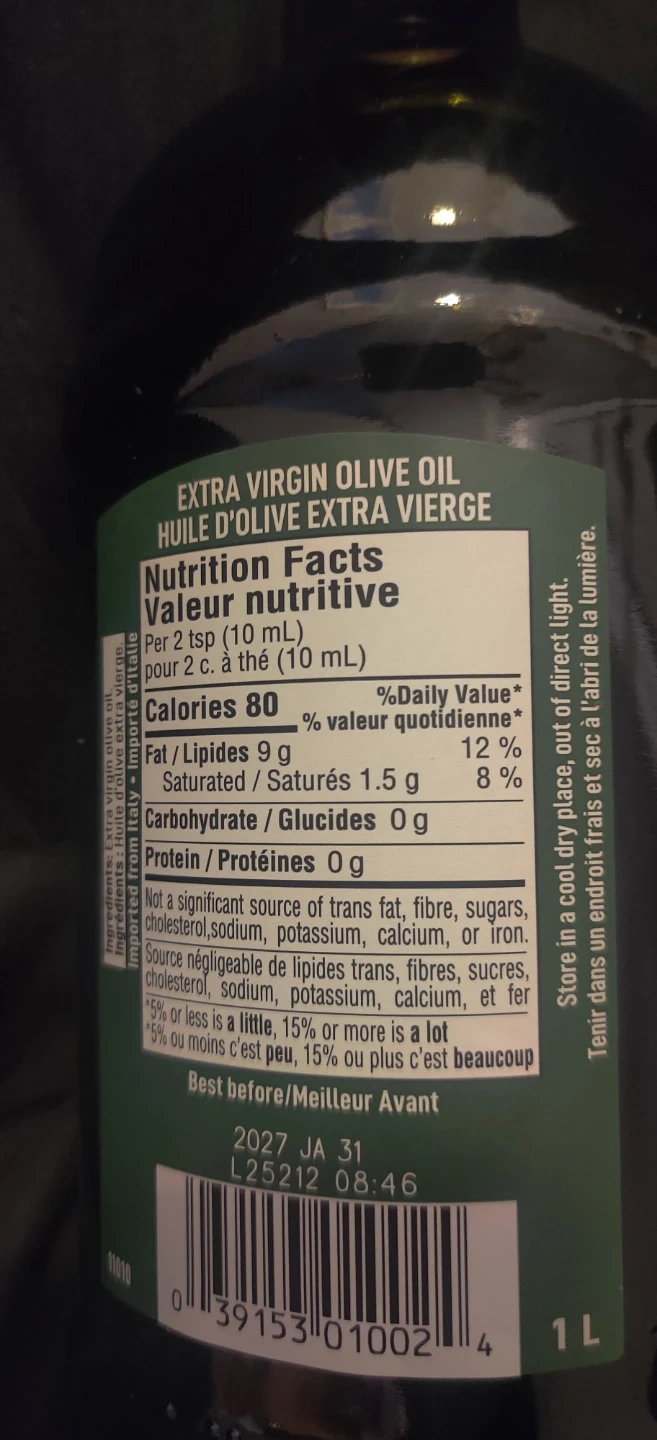 EXTRA VIRGIN OLIVE OIL
HUILE D'OLIVE EXTRA VIERGE
Nutrition Facts
Valeur nutritive
Per 2 tsp (10 mL)
pour 2 c. à thé (10 mL)
Calories 80
%Daily Value*
% valeur quotidienne*
Fat / Lipides 9 g 12 %
Saturated / Saturés 1.5 g 8 %
Carbohydrate / Glucides 0 g
Protein / Protéines 0 g
Not a significant source of trans fat, fibre, sugars,
cholesterol,sodium, potassium, calcium, or iron.
Source négligeable de lipides trans, fibres, sucres,
cholesterol, sodium, potassium, calcium, et fer
*5% or less is a little, 15% or more is a lot
*5% ou moins c'est peu, 15% ou plus c'est beaucoup
Ingredients: Extra virgin olive oil.
Ingrédients : Huile d'olive extra vierge.
Imported from Italy • Importé d'Italie
Store in a cool dry place, out of direct light.
Tenir dans un endroit frais et sec à l'abri de la lumière.
Best before/Meilleur Avant
2027 JA 31
L25212 08:46
11010
0 39153 01002 4
1 L